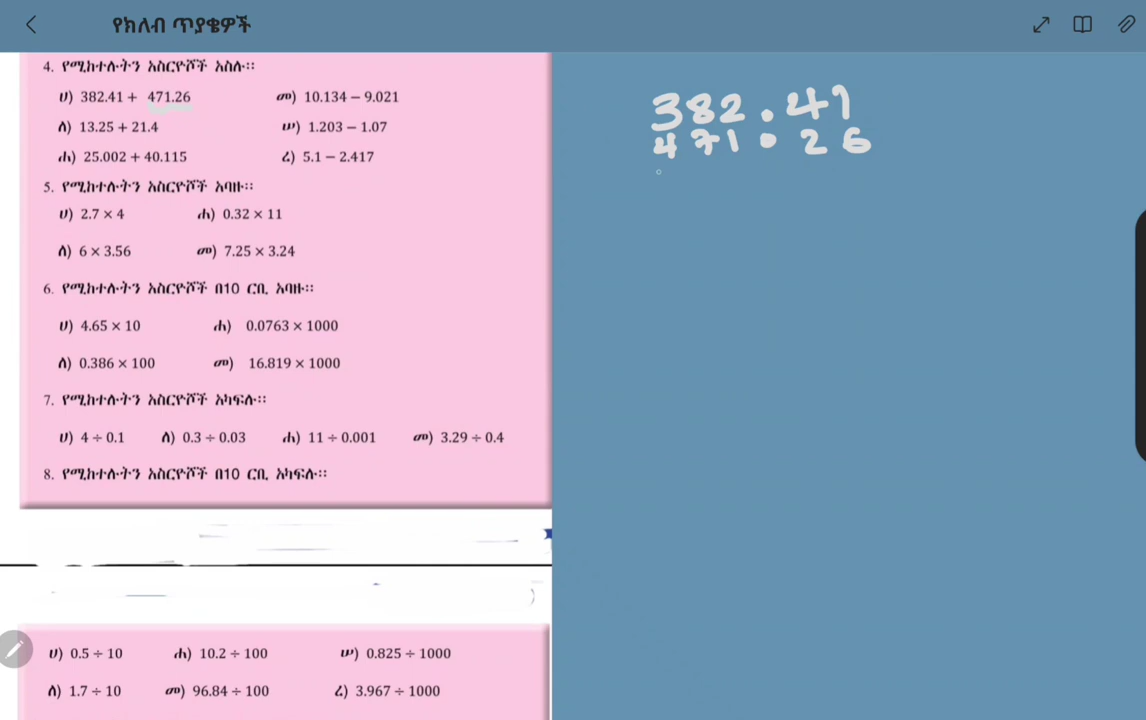 የክለብ ጥያቄዎች
4. የሚከተሉትን አስርዮሾች አስሉ።
ሀ) 382.41 + 471.26 መ) 10.134 – 9.021
ለ) 13.25 + 21.4 ሠ) 1.203 – 1.07
ሐ) 25.002 + 40.115 ረ) 5.1 – 2.417
5. የሚከተሉትን አስርዮሾች አባዙ።
ሀ) 2.7 × 4 ሐ) 0.32 × 11
ለ) 6 × 3.56 መ) 7.25 × 3.24
6. የሚከተሉትን አስርዮሾች በ10 ርቢ አባዙ።
ሀ) 4.65 × 10 ሐ) 0.0763 × 1000
ለ) 0.386 × 100 መ) 16.819 × 1000
7. የሚከተሉትን አስርዮሾች አካፍሉ።
ሀ) 4 ÷ 0.1 ለ) 0.3 ÷ 0.03 ሐ) 11 ÷ 0.001 መ) 3.29 ÷ 0.4
8. የሚከተሉትን አስርዮሾች በ10 ርቢ አካፍሉ።
ሀ) 0.5 ÷ 10 ሐ) 10.2 ÷ 100 ሠ) 0.825 ÷ 1000
ለ) 1.7 ÷ 10 መ) 96.84 ÷ 100 ረ) 3.967 ÷ 1000
382.41
471.26